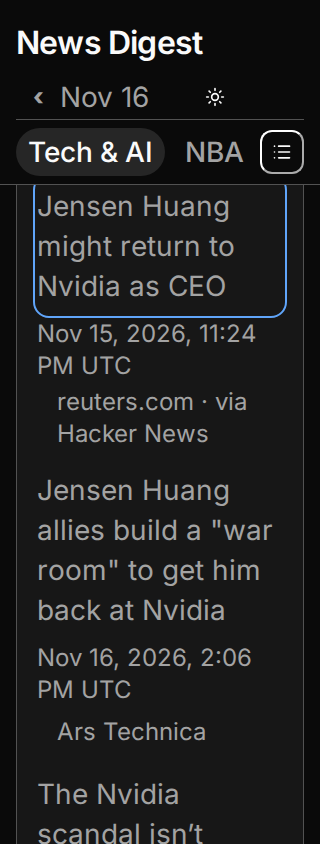 News Digest
‹ Nov 16
Tech & AI NBA
Jensen Huang
might return to
Nvidia as CEO
Nov 15, 2026, 11:24
PM UTC
reuters.com · via
Hacker News
Jensen Huang
allies build a "war
room" to get him
back at Nvidia
Nov 16, 2026, 2:06
PM UTC
Ars Technica
The Nvidia
scandal isn’t